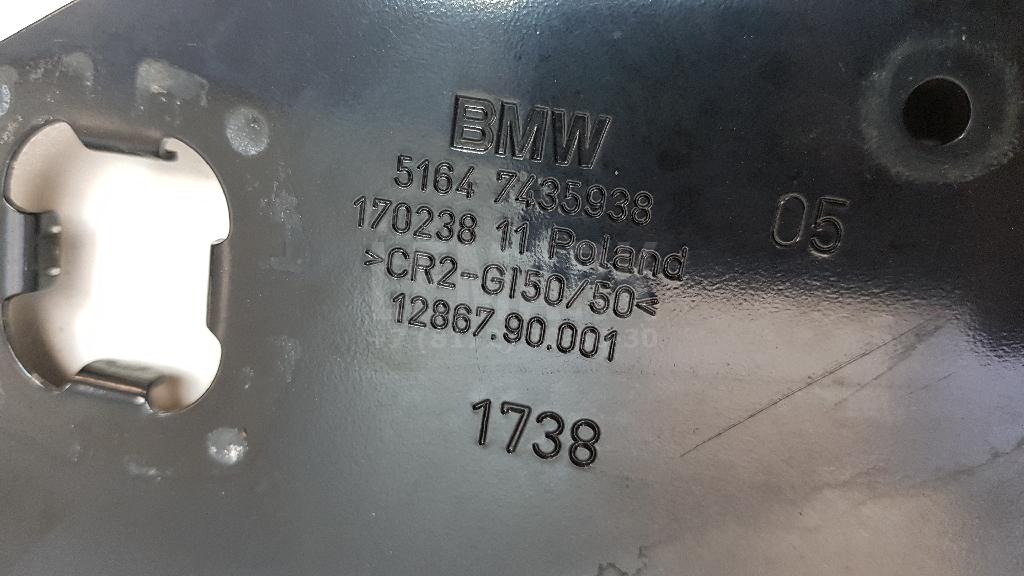 BMW
5164 7435938
05
170238 11 Poland
>CR2-GI50/50<
12867.90.001
1738